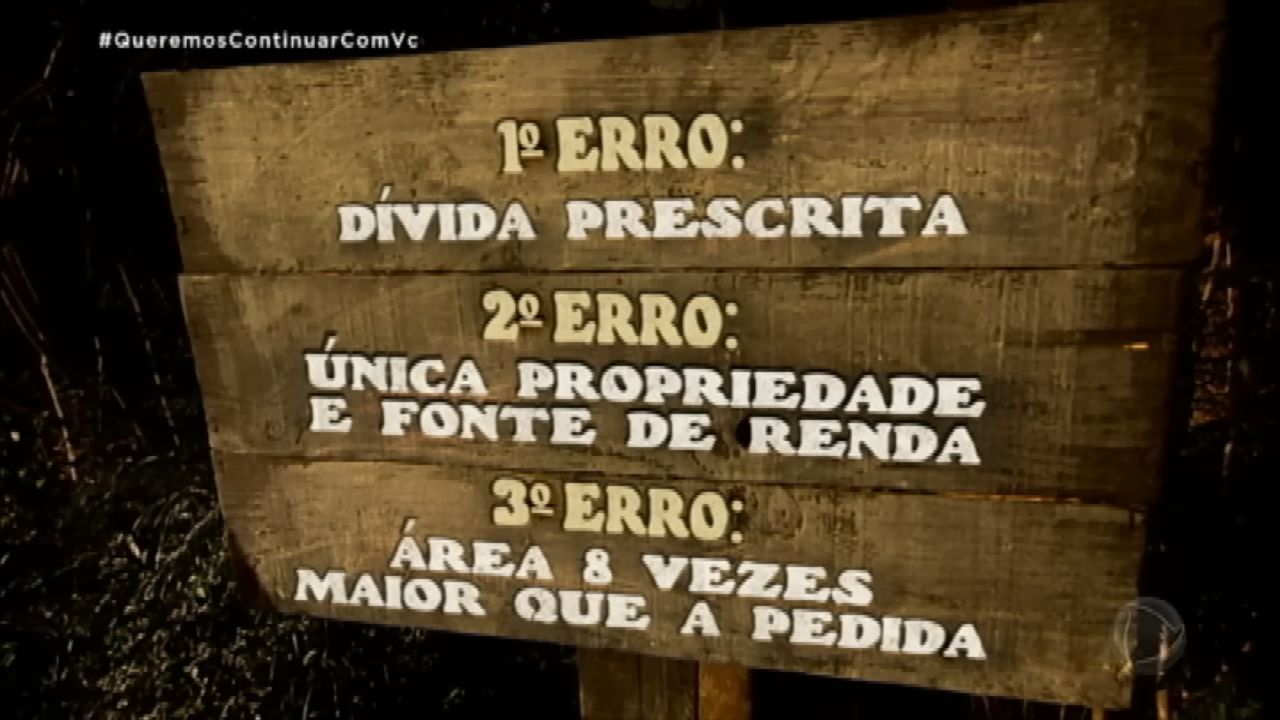 #QueremosContinuarComVc
1º ERRO:
DÍVIDA PRESCRITA
2º ERRO:
ÚNICA PROPRIEDADE
E FONTE DE RENDA
3º ERRO:
ÁREA 8 VEZES
MAIOR QUE A PEDIDA